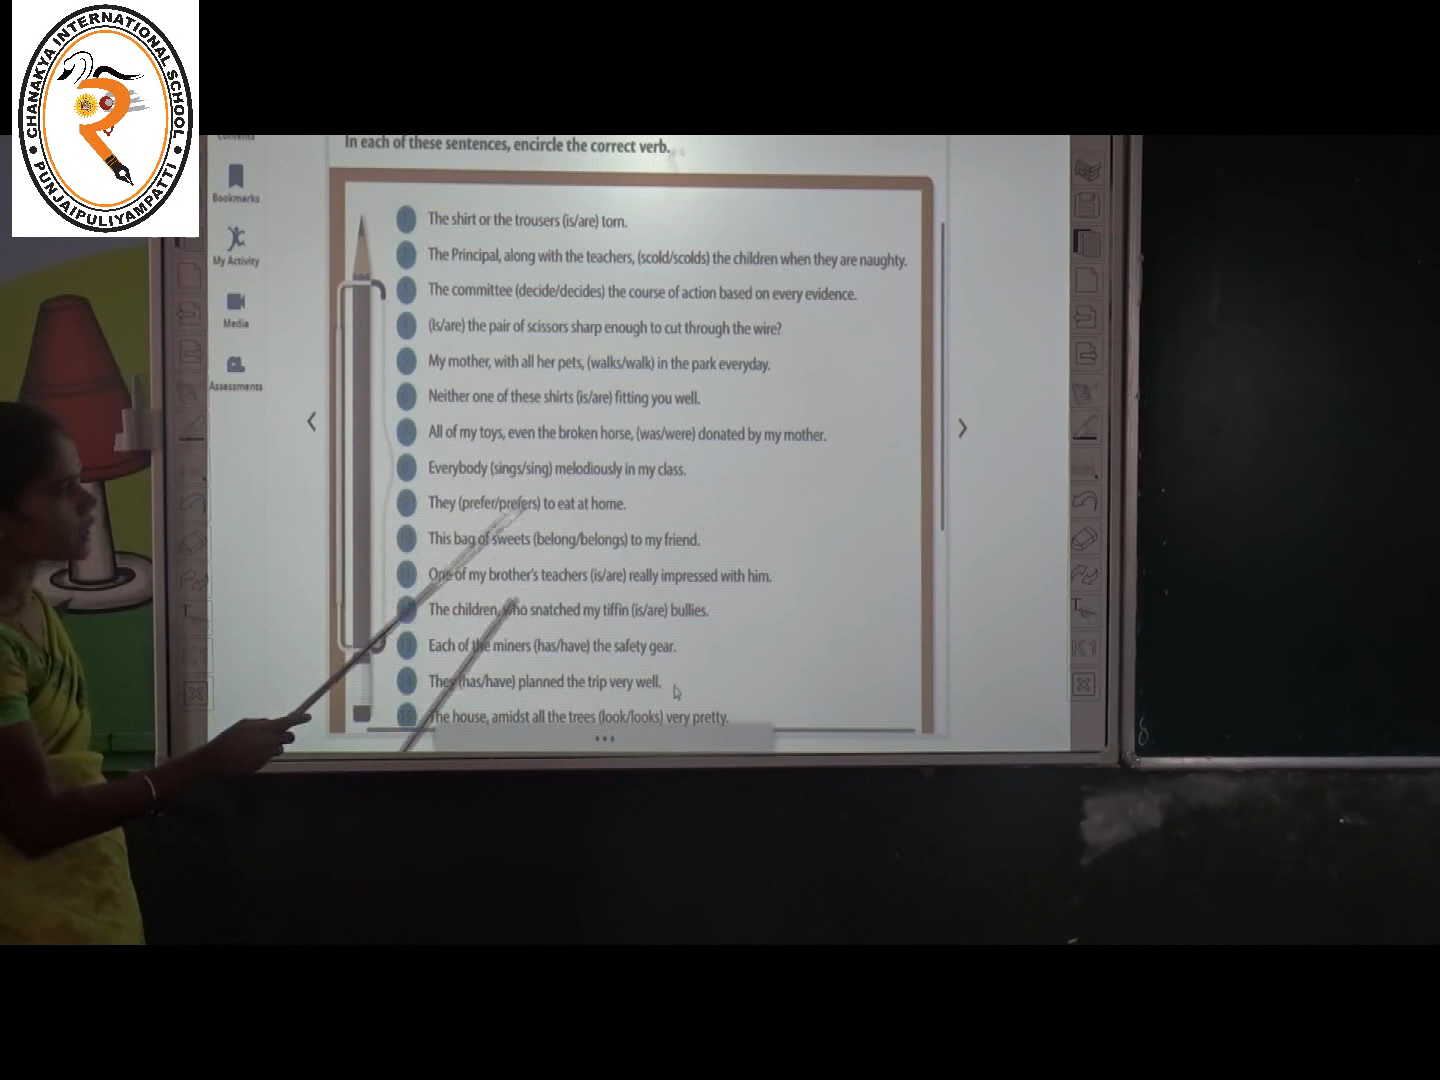 CHANAKYA INTERNATIONAL SCHOOL
PUNJAIPULIYAMPATTI
In each of these sentences, encircle the correct verb.
Bookmarks
My Activity
Media
Assessments
The shirt or the trousers (is/are) torn.
The Principal, along with the teachers, (scold/scolds) the children when they are naughty.
The committee (decide/decides) the course of action based on every evidence.
(Is/are) the pair of scissors sharp enough to cut through the wire?
My mother, with all her pets, (walks/walk) in the park everyday.
Neither one of these shirts (is/are) fitting you well.
All of my toys, even the broken horse, (was/were) donated by my mother.
Everybody (sings/sing) melodiously in my class.
They (prefer/prefers) to eat at home.
10 This bag of sweets (belong/belongs) to my friend.
11 One of my brother's teachers (is/are) really impressed with him.
The children, who snatched my tiffin (is/are) bullies.
13 Each of the miners (has/have) the safety gear.
14 They (has/have) planned the trip very well.
15 The house, amidst all the trees (look/looks) very pretty.